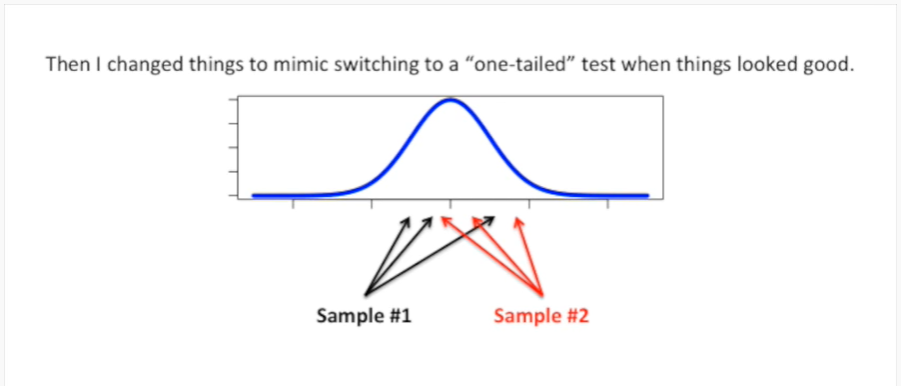 Then I changed things to mimic switching to a “one-tailed” test when things looked good.
Sample #1
Sample #2